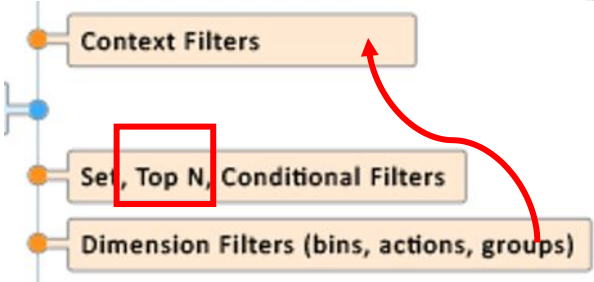 Context Filters
Set, Top N, Conditional Filters
Dimension Filters (bins, actions, groups)